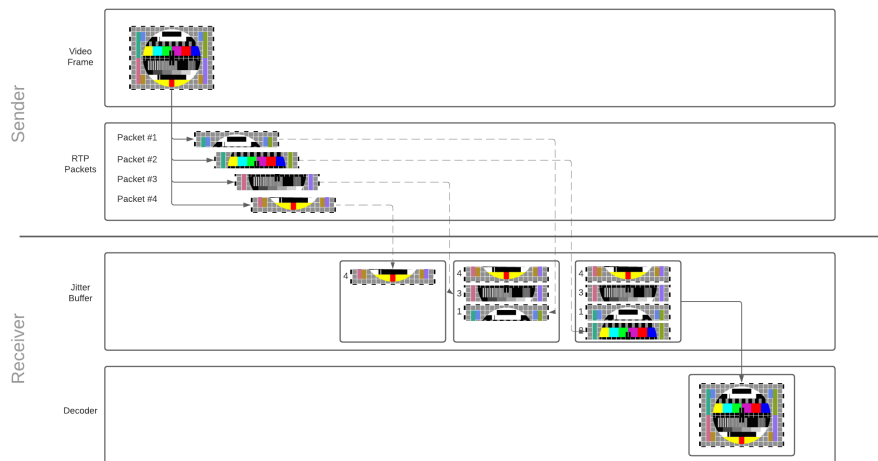 Sender
Video
Frame
RTP
Packets
Packet #1
Packet #2
Packet #3
Packet #4
Receiver
Jitter
Buffer
4
4
3
1
4
3
1
2
Decoder